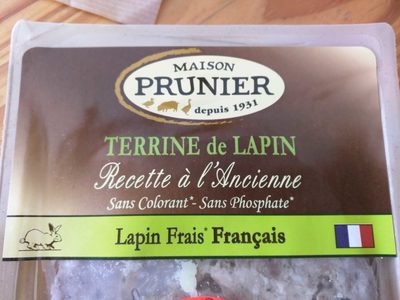 MAISON
PRUNIER
depuis 1931
TERRINE de LAPIN
Recette à l'Ancienne
Sans Colorant*- Sans Phosphate*
Lapin Frais* Français